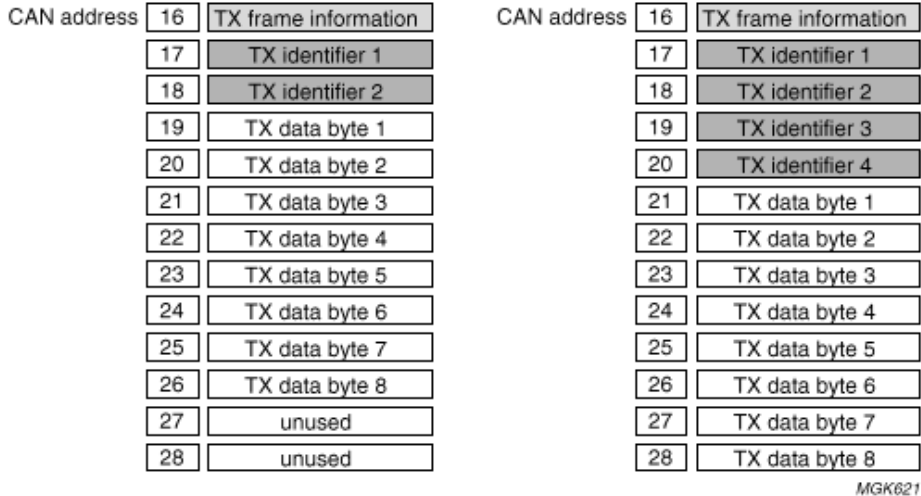 CAN address 16 TX frame information
17 TX identifier 1
18 TX identifier 2
19 TX data byte 1
20 TX data byte 2
21 TX data byte 3
22 TX data byte 4
23 TX data byte 5
24 TX data byte 6
25 TX data byte 7
26 TX data byte 8
27 unused
28 unused
CAN address 16 TX frame information
17 TX identifier 1
18 TX identifier 2
19 TX identifier 3
20 TX identifier 4
21 TX data byte 1
22 TX data byte 2
23 TX data byte 3
24 TX data byte 4
25 TX data byte 5
26 TX data byte 6
27 TX data byte 7
28 TX data byte 8
MGK621